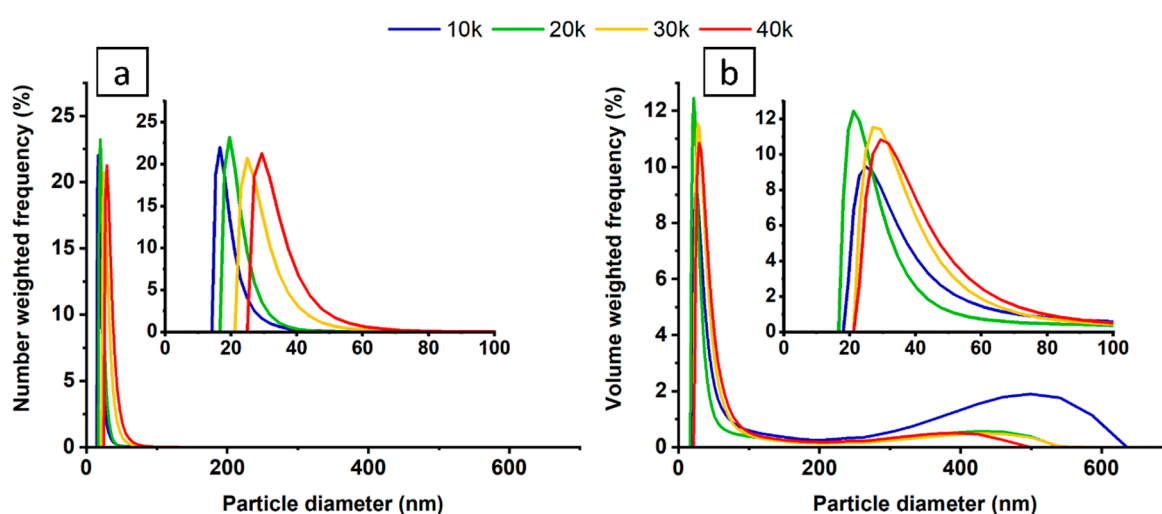 10k 20k 30k 40k
a
Number weighted frequency (%)
25
20
15
10
5
0
0 200 400 600
Particle diameter (nm)
25
20
15
10
5
0
0 20 40 60 80 100
b
Volume weighted frequency (%)
12
10
8
6
4
2
0
0 200 400 600
Particle diameter (nm)
12
10
8
6
4
2
0
0 20 40 60 80 100